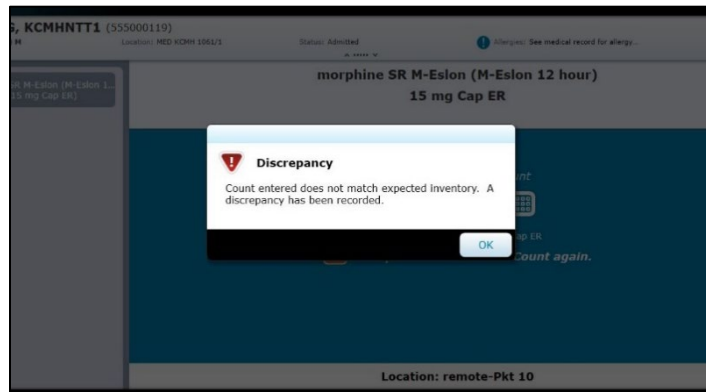 , KCMHNTT1 (555000119)
M Location: MED KCMH 1061/1 Status: Admitted Allergies: See medical record for allergy...
SR M-Eslon (M-Eslon 1...
15 mg Cap ER)
morphine SR M-Eslon (M-Eslon 12 hour)
15 mg Cap ER
Discrepancy
Count entered does not match expected inventory. A
discrepancy has been recorded.
OK
Cap ER
Count again.
Location: remote-Pkt 10